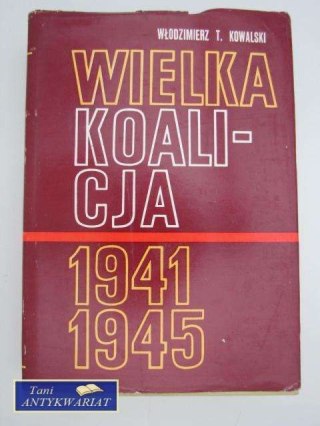 WŁODZIMIERZ T. KOWALSKI
WIELKA
KOALI-
CJA
1941
1945
Tani
ANTYKWARIAT